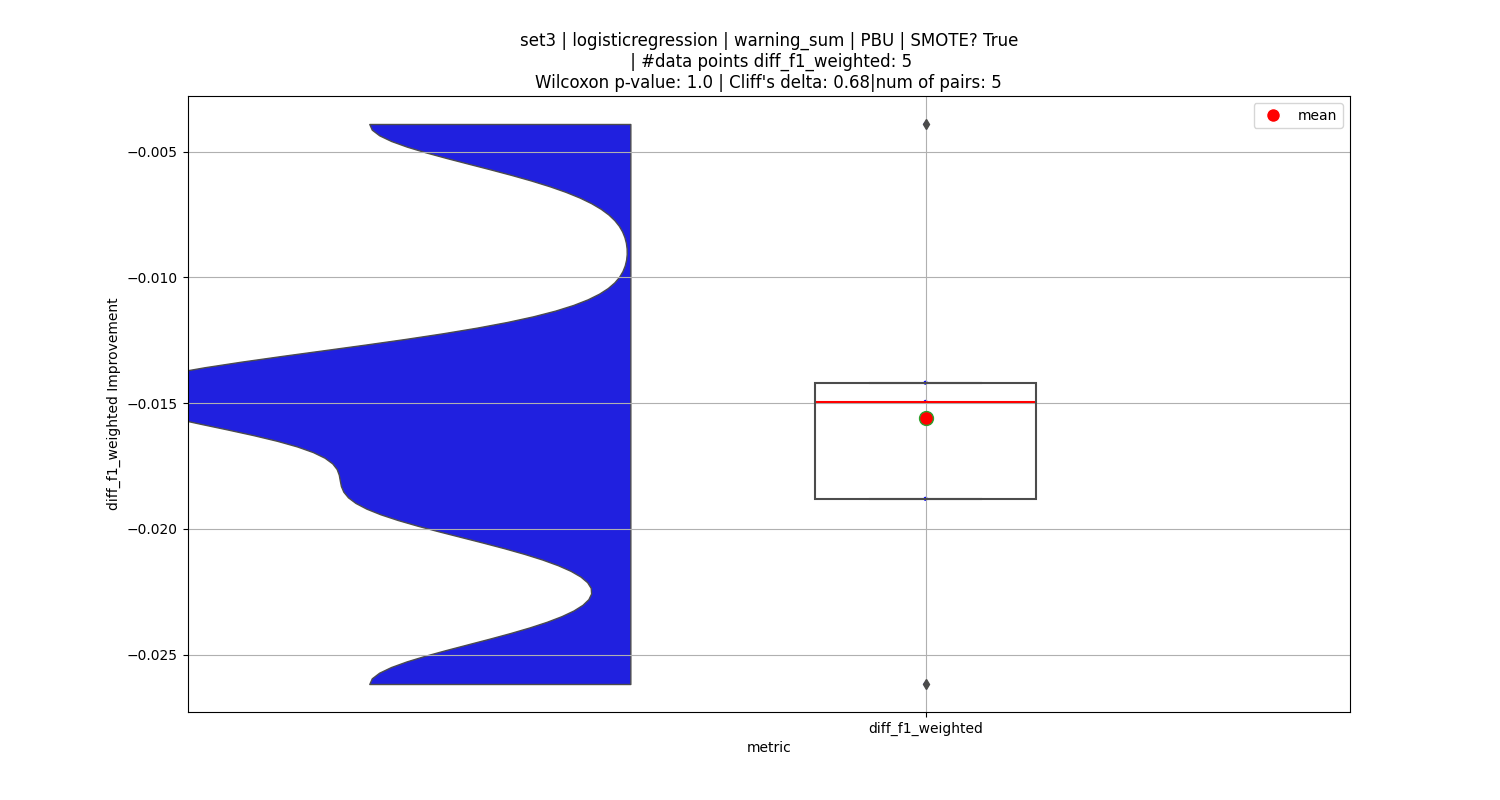 set3 | logisticregression | warning_sum | PBU | SMOTE? True
| #data points diff_f1_weighted: 5
Wilcoxon p-value: 1.0 | Cliff's delta: 0.68|num of pairs: 5
mean
−0.005
−0.010
−0.015
−0.020
−0.025
diff_f1_weighted Improvement
diff_f1_weighted
metric